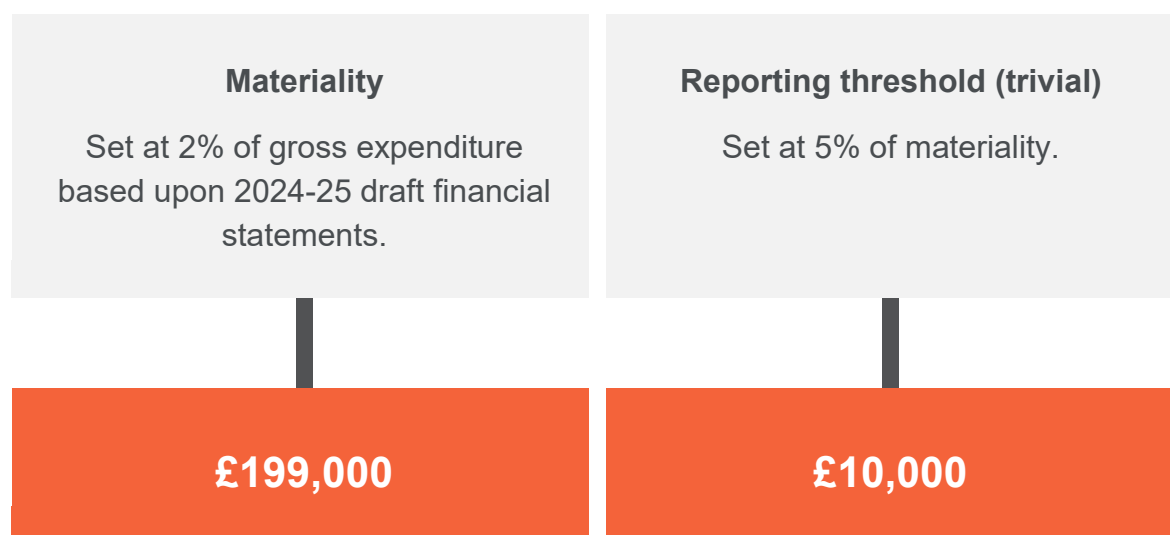 Materiality
Set at 2% of gross expenditure
based upon 2024-25 draft financial
statements.
£199,000
Reporting threshold (trivial)
Set at 5% of materiality.
£10,000